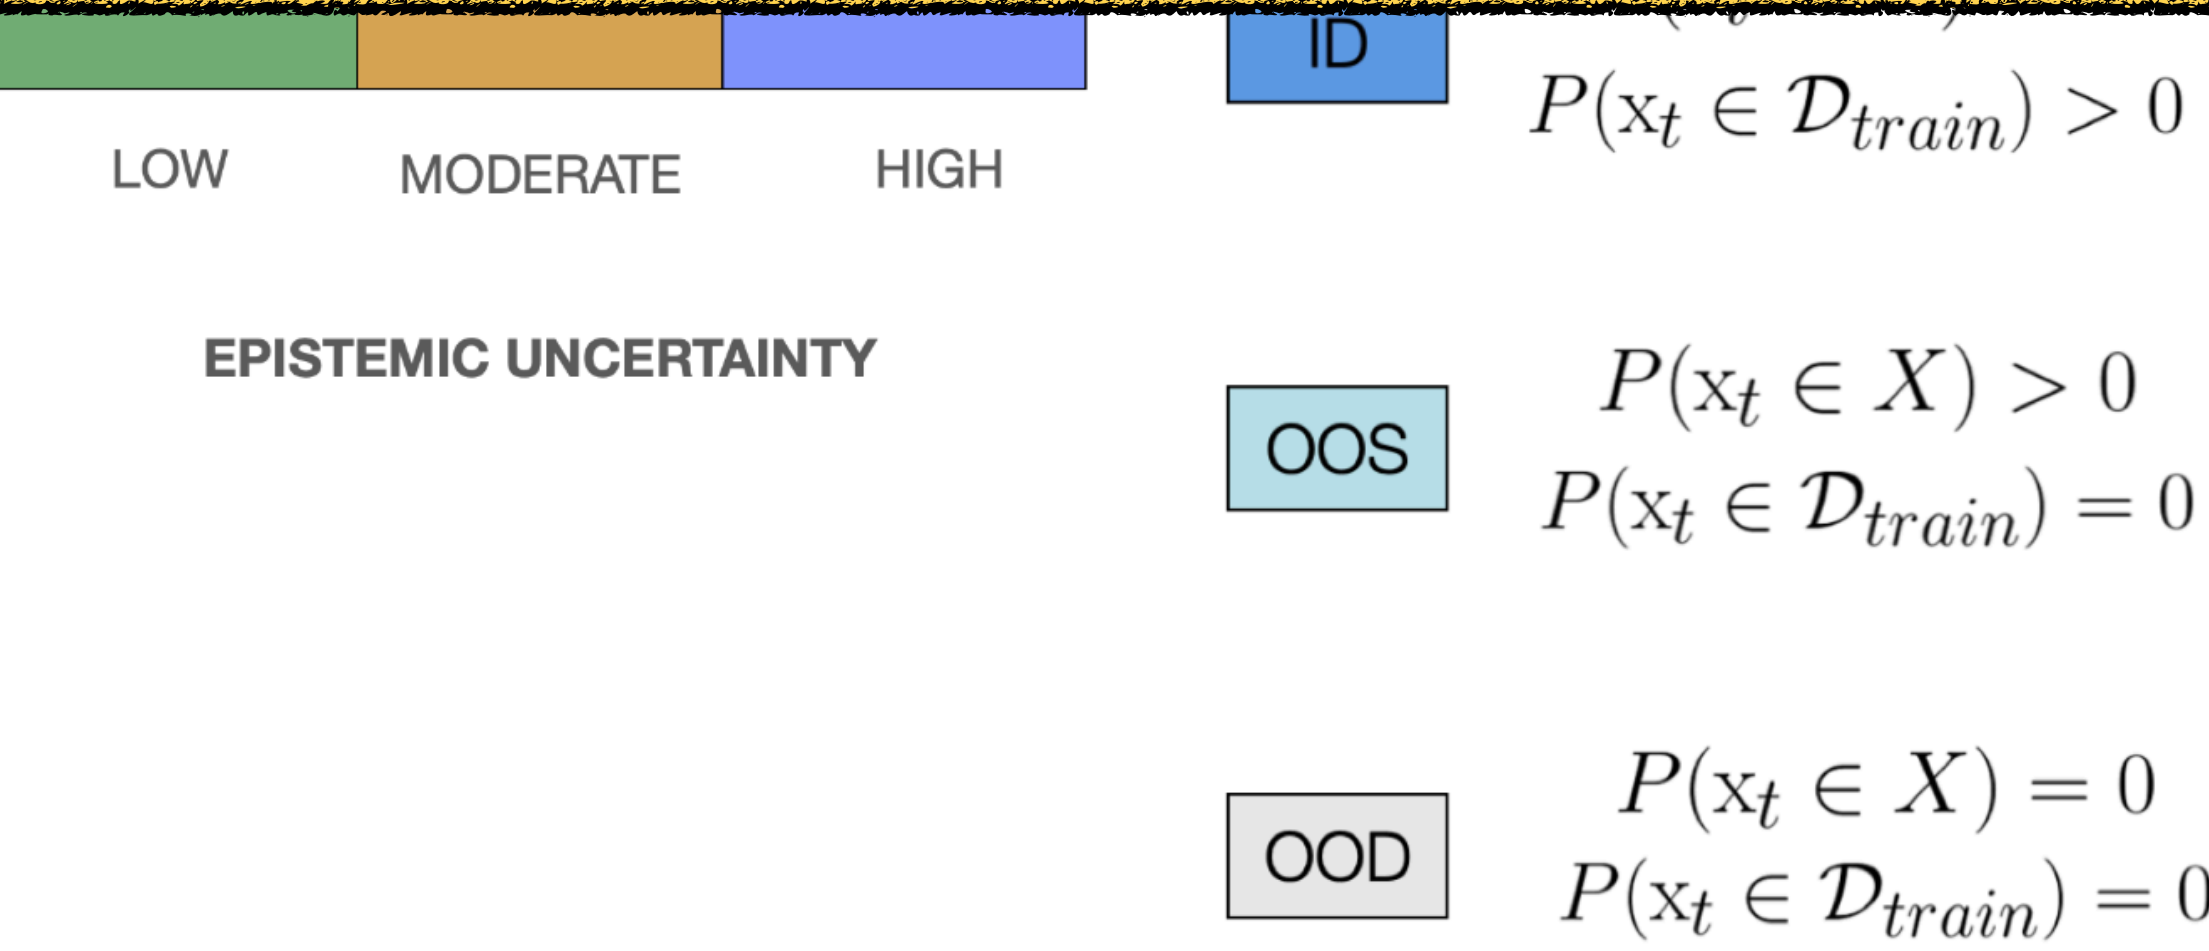 LOW
MODERATE
HIGH
EPISTEMIC UNCERTAINTY
ID
P(x_t ∈ 𝒟_train) > 0
OOS
P(x_t ∈ X) > 0
P(x_t ∈ 𝒟_train) = 0
OOD
P(x_t ∈ X) = 0
P(x_t ∈ 𝒟_train) = 0